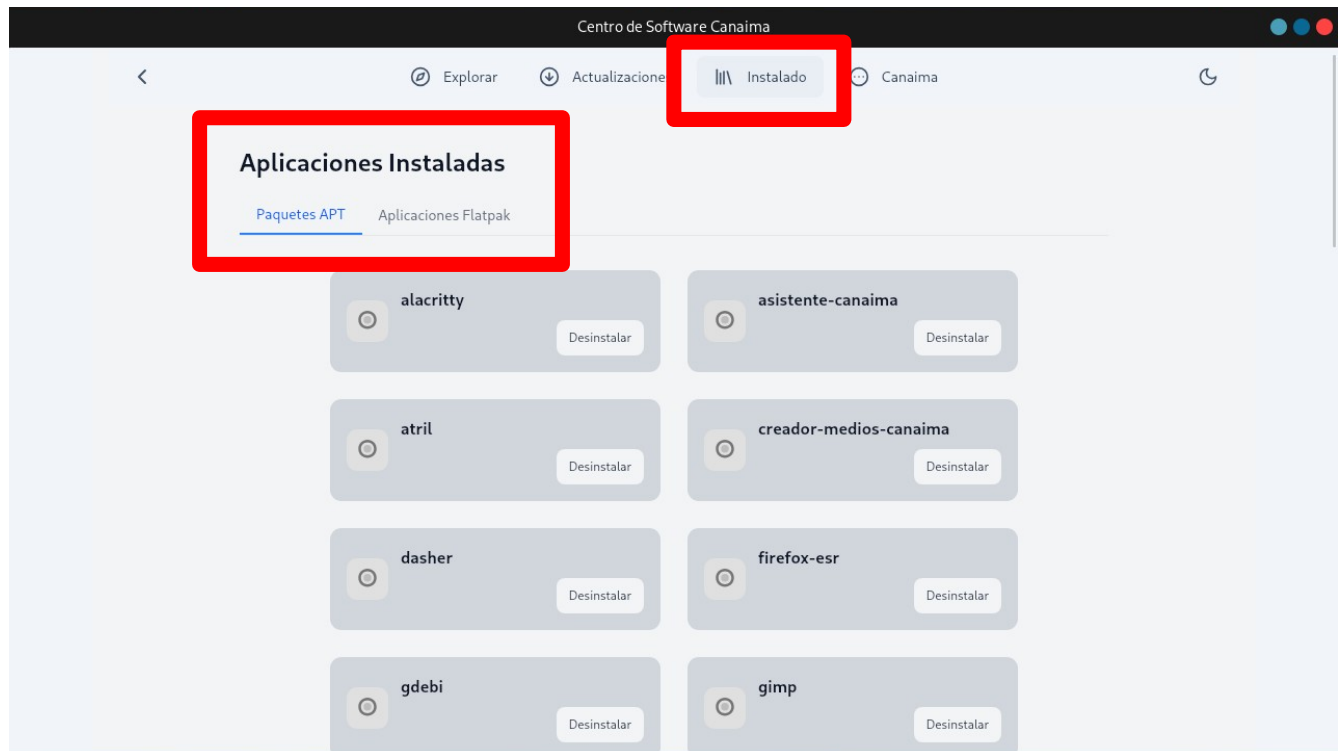 Centro de Software Canaima
Explorar Actualizacione Instalado Canaima
Aplicaciones Instaladas
Paquetes APT Aplicaciones Flatpak
alacritty asistente-canaima
Desinstalar Desinstalar
atril creador-medios-canaima
Desinstalar Desinstalar
dasher firefox-esr
Desinstalar Desinstalar
gdebi gimp
Desinstalar Desinstalar